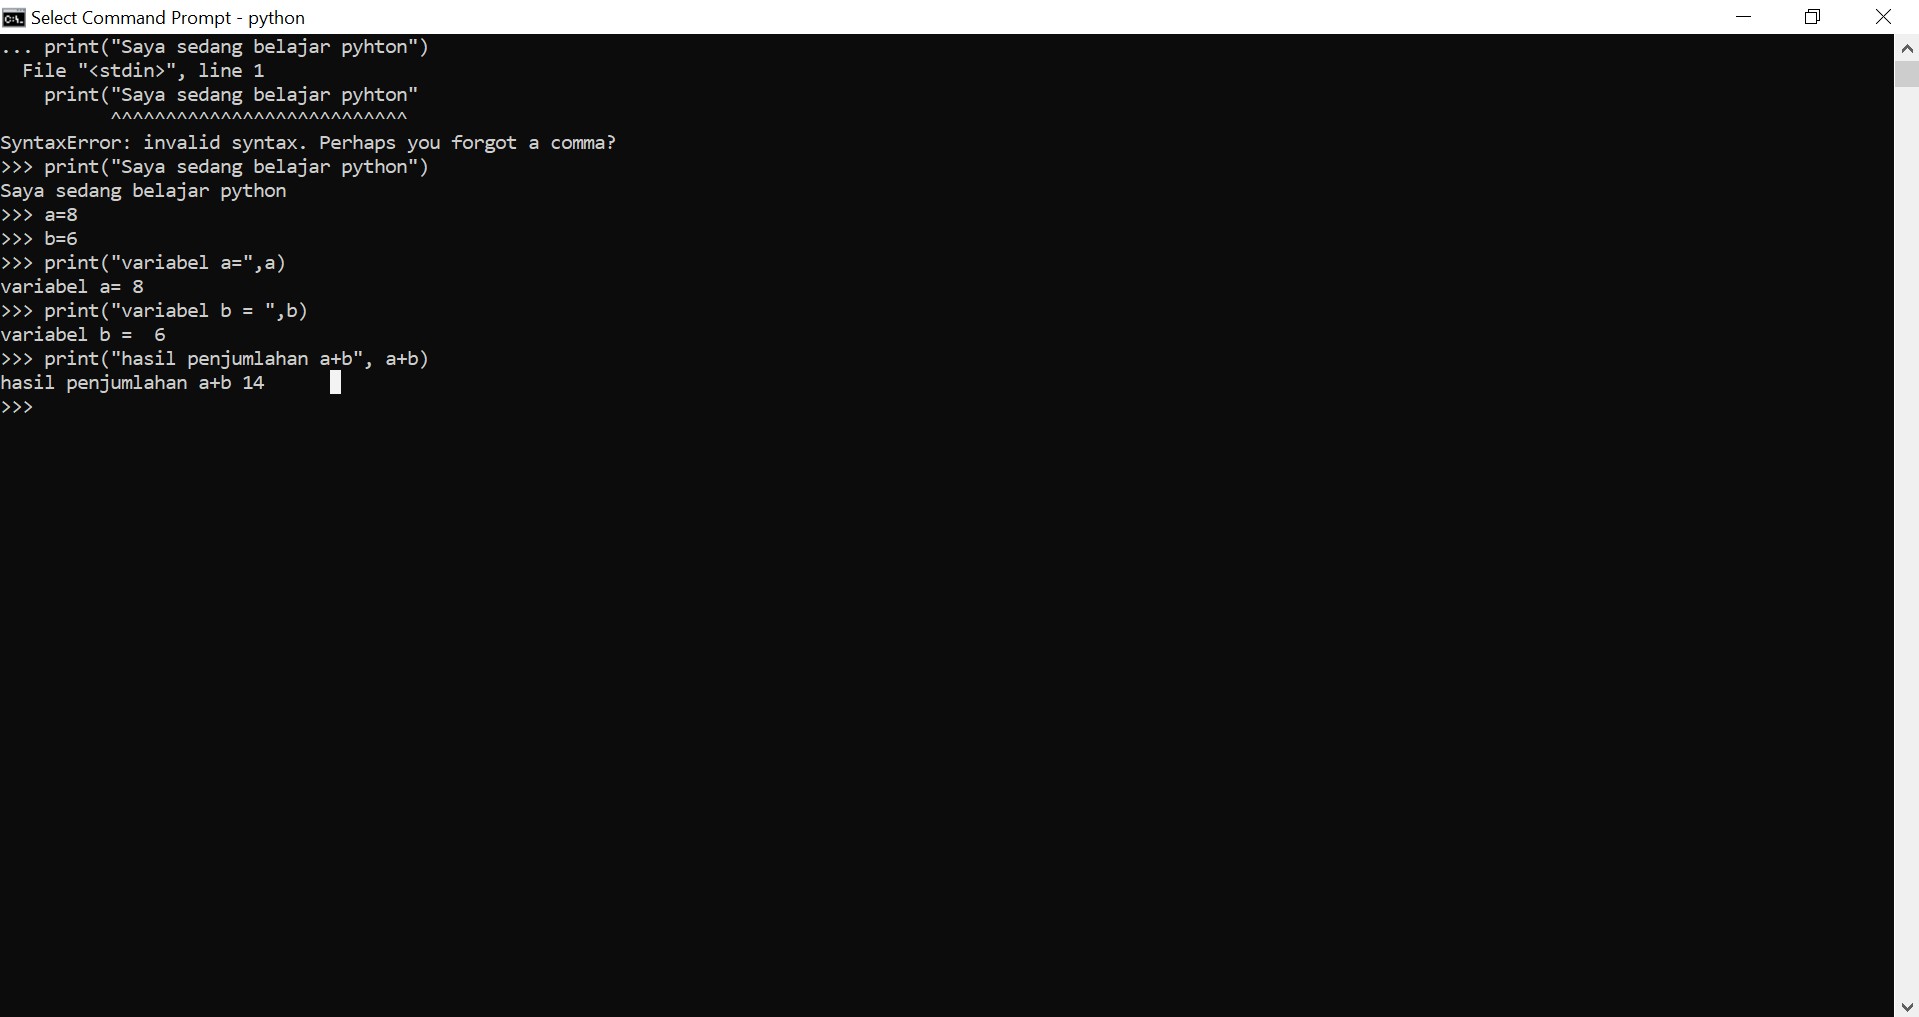 Select Command Prompt - python
... print("Saya sedang belajar pyhton")
  File "<stdin>", line 1
    print("Saya sedang belajar pyhton"
          ^^^^^^^^^^^^^^^^^^^^^^^^^^^
SyntaxError: invalid syntax. Perhaps you forgot a comma?
>>> print("Saya sedang belajar python")
Saya sedang belajar python
>>> a=8
>>> b=6
>>> print("variabel a=",a)
variabel a= 8
>>> print("variabel b = ",b)
variabel b =  6
>>> print("hasil penjumlahan a+b", a+b)
hasil penjumlahan a+b 14
>>>